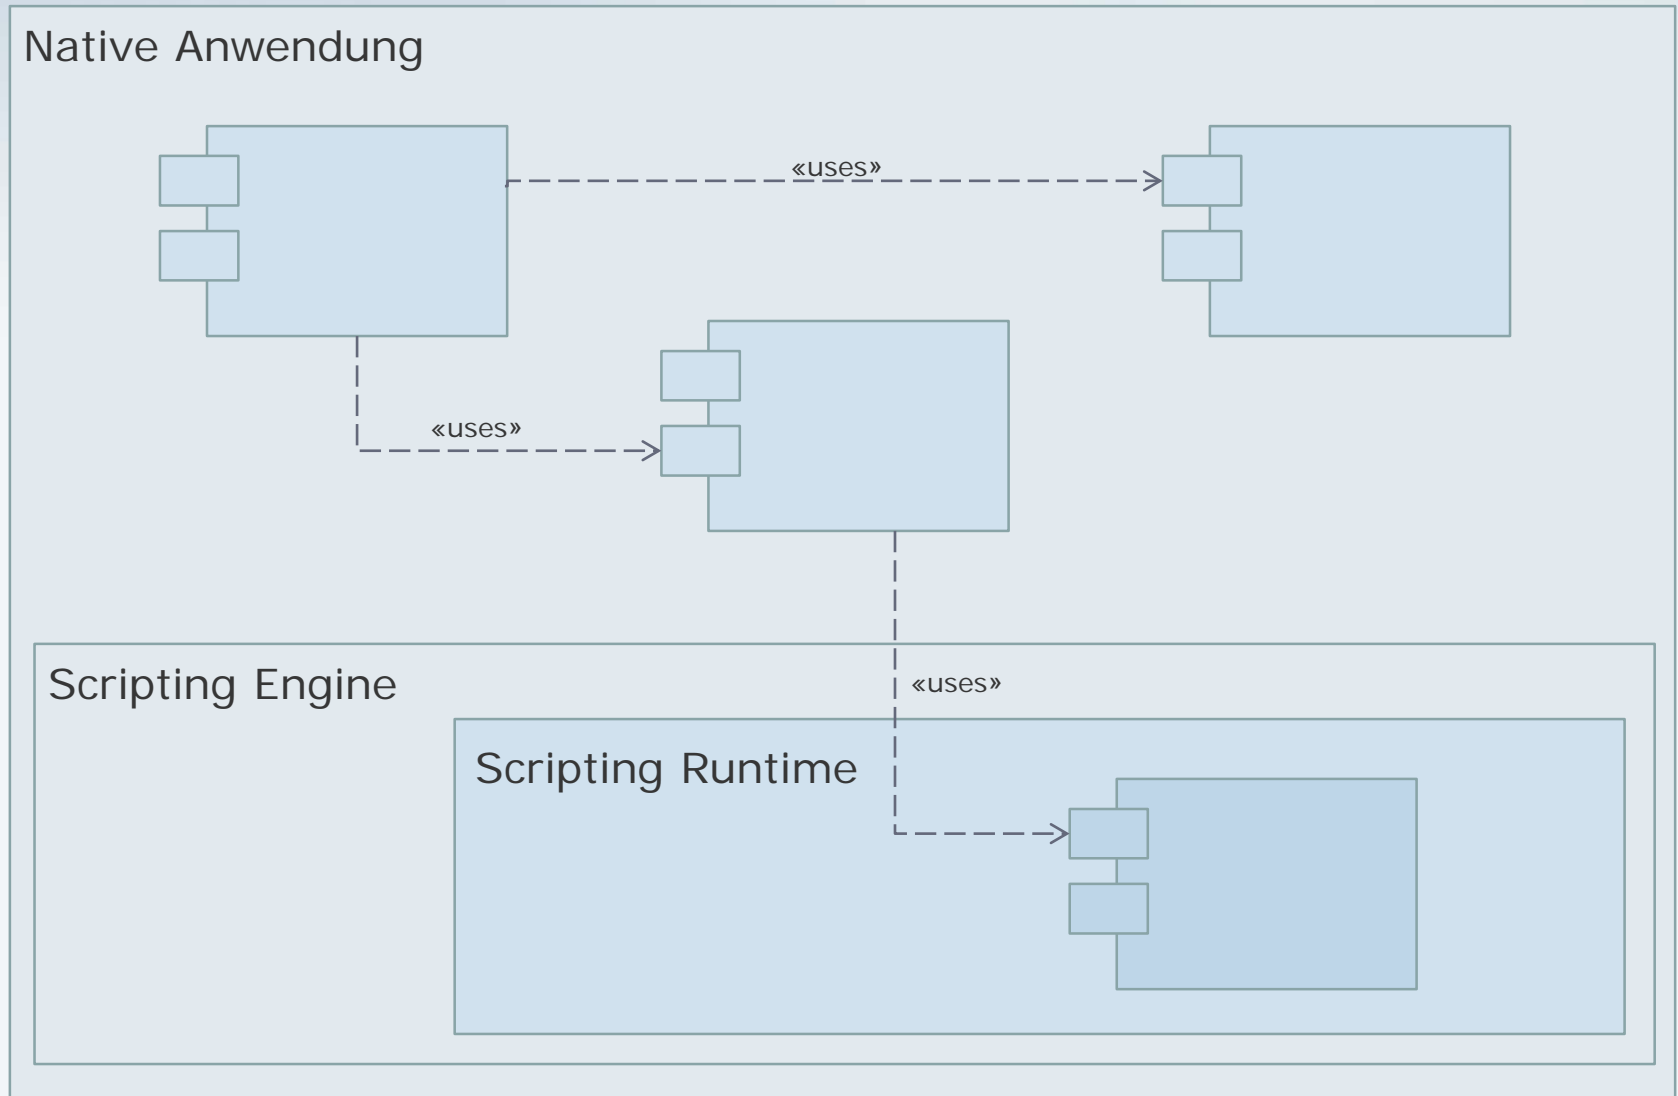 Native Anwendung
«uses»
«uses»
Scripting Engine
«uses»
Scripting Runtime